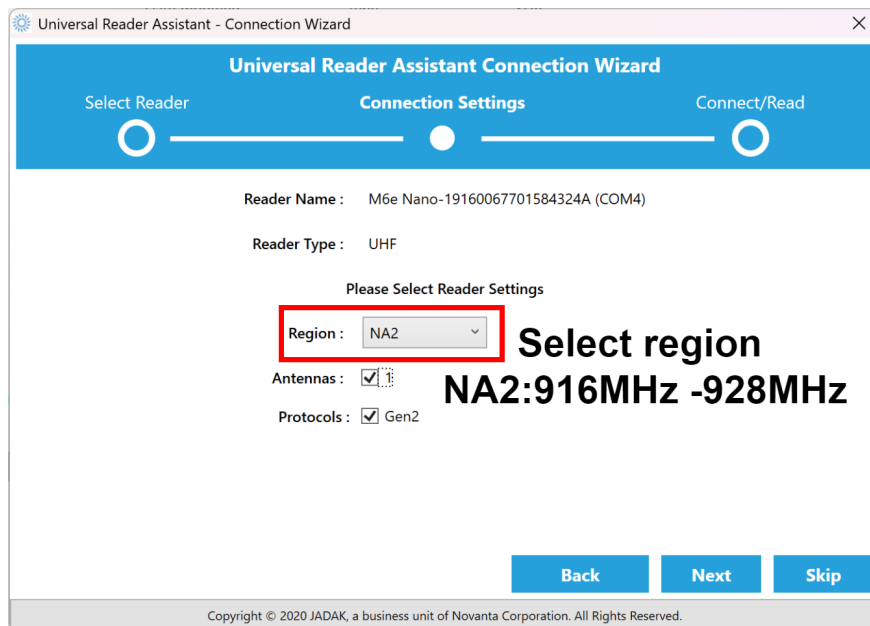 Universal Reader Assistant - Connection Wizard
Universal Reader Assistant Connection Wizard
Select Reader Connection Settings Connect/Read
Reader Name : M6e Nano-19160067701584324A (COM4)
Reader Type : UHF
Please Select Reader Settings
Region : NA2
Select region
Antennas : 1
NA2:916MHz -928MHz
Protocols : Gen2
Back Next Skip
Copyright © 2020 JADAK, a business unit of Novanta Corporation. All Rights Reserved.